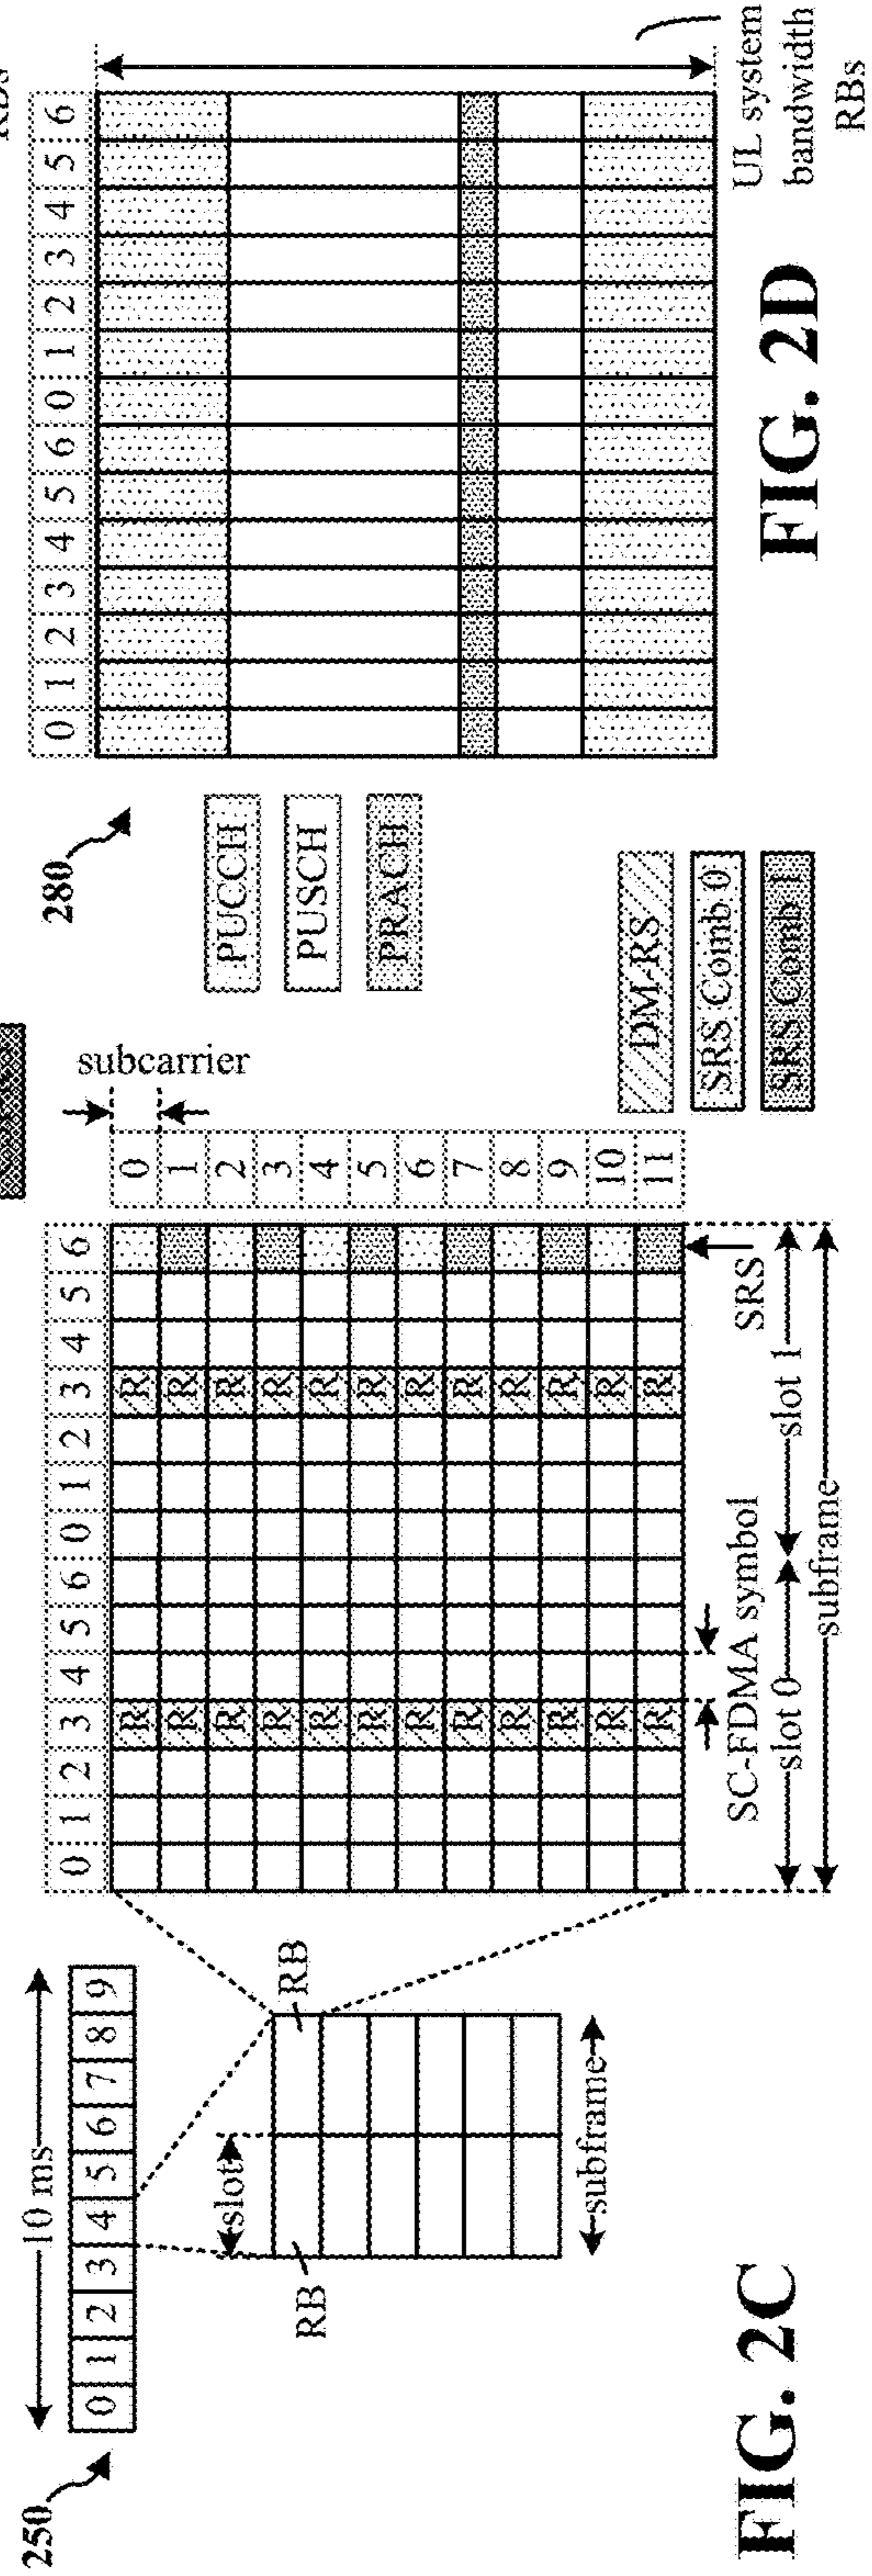 250
10 ms
0 1 2 3 4 5 6 7 8 9
slot
RB
RB
subframe
FIG. 2C
0 1 2 3 4 5 6 0 1 2 3 4 5 6
R R
R R
R R
R R
R R
R R
R R
R R
R R
R R
R R
R R
subcarrier
0
1
2
3
4
5
6
7
8
9
10
11
SC-FDMA symbol
SRS
slot 0
slot 1
subframe
DM-RS
SRS Comb 0
SRS Comb 1
280
PUCCH
PUSCH
PRACH
0 1 2 3 4 5 6 0 1 2 3 4 5 6
UL system
bandwidth
RBs
FIG. 2D